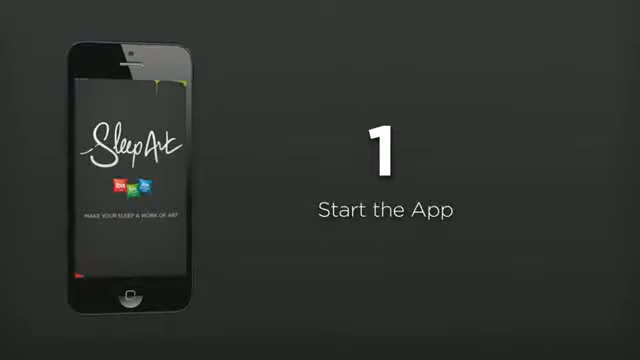 SleepArt
ibis
MAKE YOUR SLEEP A WORK OF ART
1
Start the App